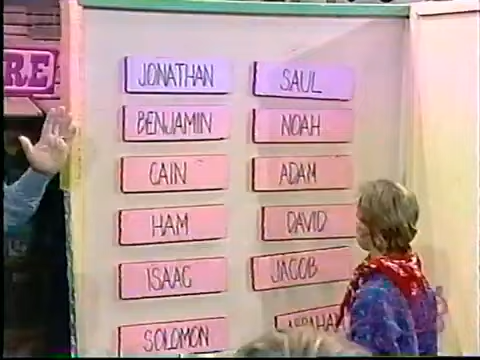 RE
JONATHAN
SAUL
BENJAMIN
NOAH
CAIN
ADAM
HAM
DAVID
ISAAC
JACOB
SOLOMON